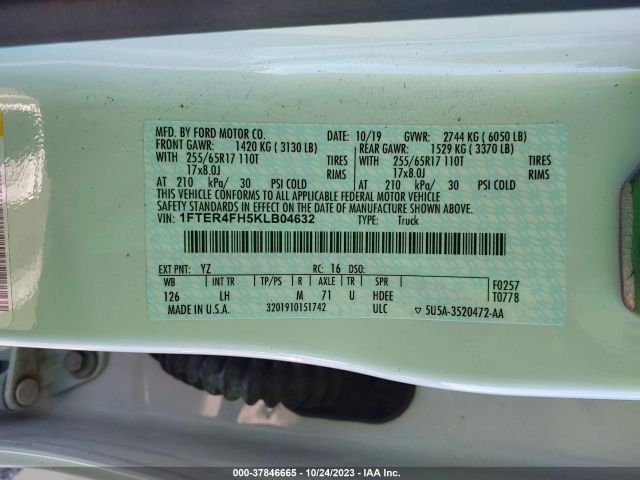 MFD. BY FORD MOTOR CO.
DATE: 10/19 GVWR: 2744 KG ( 6050 LB)
FRONT GAWR: 1420 KG ( 3130 LB) REAR GAWR: 1529 KG ( 3370 LB)
WITH 255/65R17 110T TIRES WITH 255/65R17 110T TIRES
17x8.0J RIMS 17x8.0J RIMS
AT 210 kPa/ 30 PSI COLD AT 210 kPa/ 30 PSI COLD
THIS VEHICLE CONFORMS TO ALL APPLICABLE FEDERAL MOTOR VEHICLE
SAFETY STANDARDS IN EFFECT ON THE DATE OF MANUFACTURE SHOWN ABOVE.
VIN: 1FTER4FH5KLB04632 TYPE: Truck
EXT PNT: YZ RC: 16 DSO:
WB INT TR TP/PS R AXLE TR SPR F0257
126 LH M 71 U HDEE T0778
MADE IN U.S.A. 3201910151742 ULC ▽ 5U5A-3520472-AA
000-37846665 - 10/24/2023 - IAA Inc.